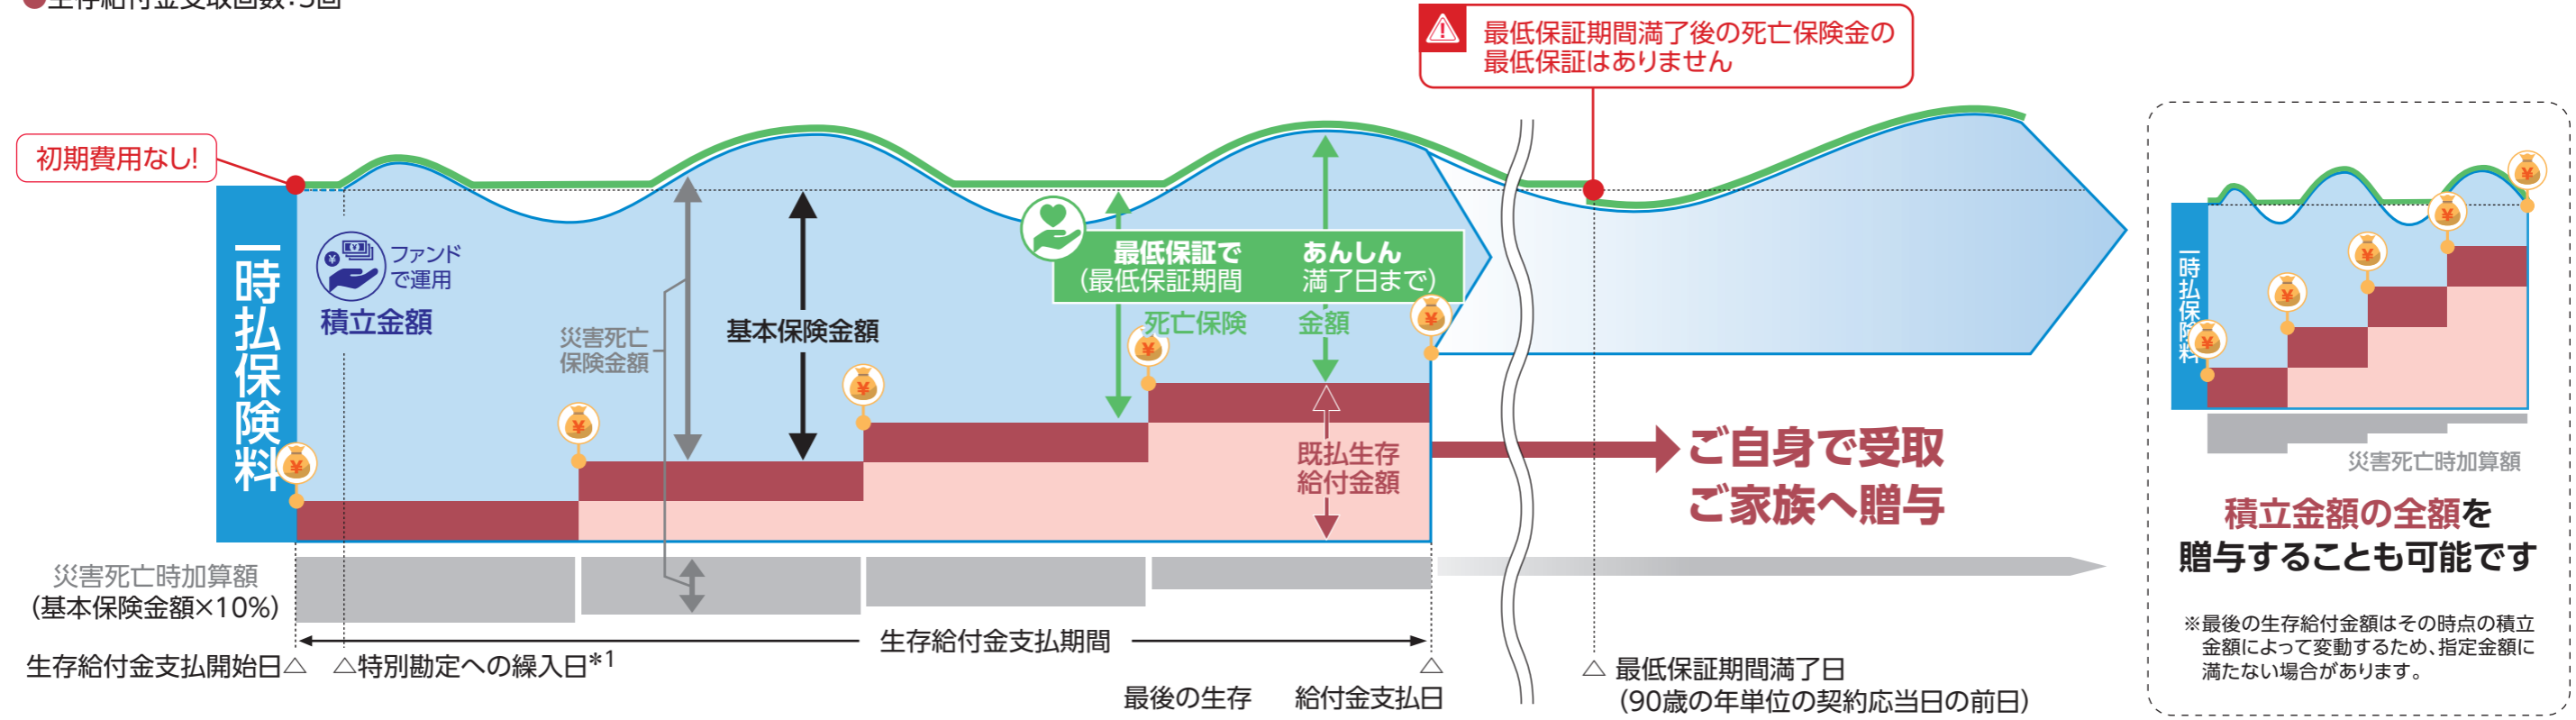 ●生存給付金受取回数：5回
最低保証期間満了後の死亡保険金の
最低保証はありません
初期費用なし!
一時払保険料
ファンド
で運用
積立金額
災害死亡
保険金額
基本保険金額
最低保証で あんしん
(最低保証期間 満了日まで)
死亡保険 金額
既払生存
給付金額
ご自身で受取
ご家族へ贈与
災害死亡時加算額
(基本保険金額×10%)
生存給付金支払期間
生存給付金支払開始日△
△特別勘定への繰入日*1
△
最後の生存 給付金支払日
△ 最低保証期間満了日
(90歳の年単位の契約応当日の前日)
一時払保険料
災害死亡時加算額
積立金額の全額を
贈与することも可能です
※最後の生存給付金額はその時点の積立
金額によって変動するため、指定金額に
満たない場合があります。